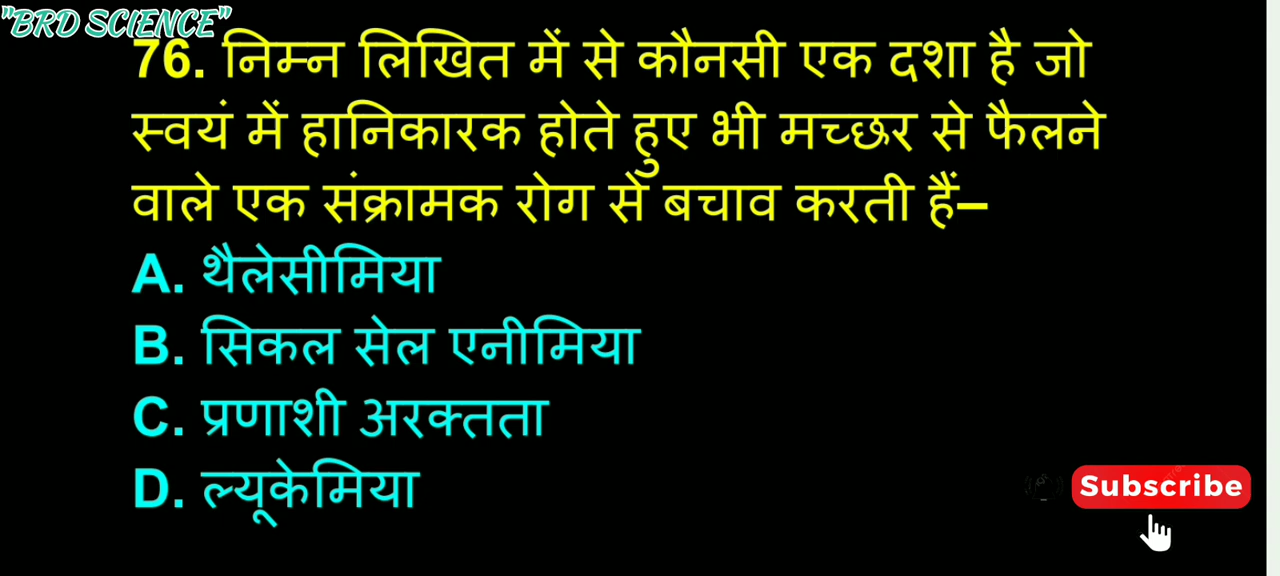 "BRD SCIENCE"
76. निम्न लिखित में से कौनसी एक दशा है जो
स्वयं में हानिकारक होते हुए भी मच्छर से फैलने
वाले एक संक्रामक रोग से बचाव करती हैं–
A. थैलेसीमिया
B. सिकल सेल एनीमिया
C. प्रणाशी अरक्तता
D. ल्यूकेमिया
Subscribe